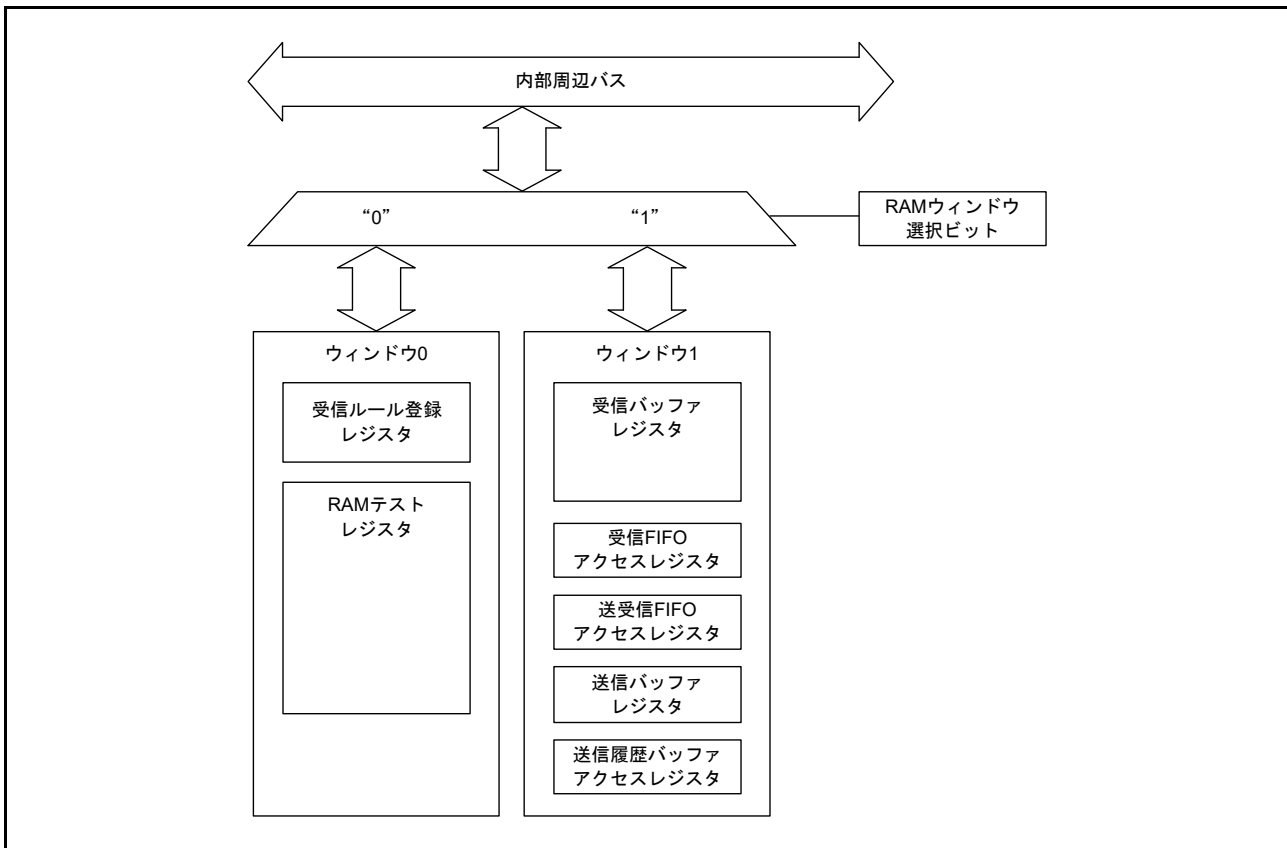 内部周辺バス
“0”
“1”
RAMウィンドウ
選択ビット
ウィンドウ0
受信ルール登録
レジスタ
RAMテスト
レジスタ
ウィンドウ1
受信バッファ
レジスタ
受信FIFO
アクセスレジスタ
送受信FIFO
アクセスレジスタ
送信バッファ
レジスタ
送信履歴バッファ
アクセスレジスタ